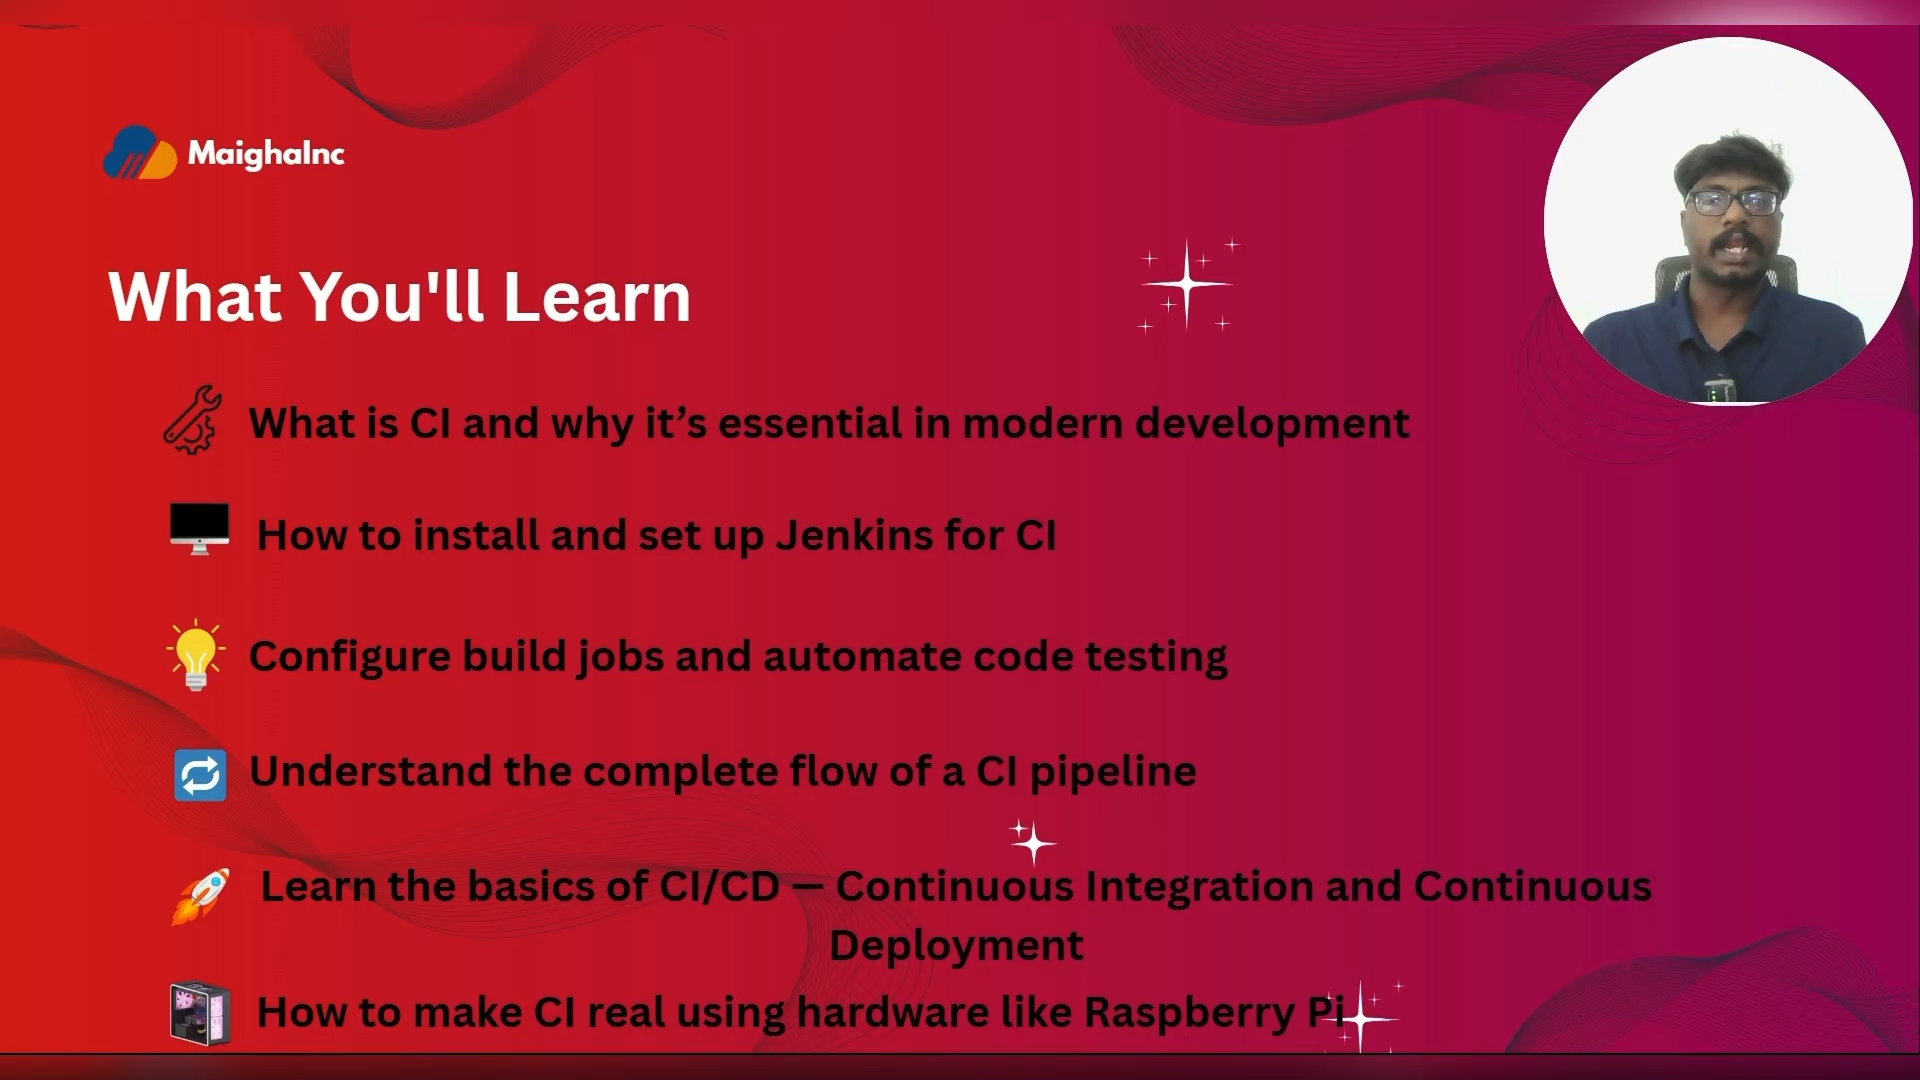 MaighaInc
What You'll Learn
What is CI and why it’s essential in modern development
How to install and set up Jenkins for CI
Configure build jobs and automate code testing
Understand the complete flow of a CI pipeline
Learn the basics of CI/CD — Continuous Integration and Continuous
Deployment
How to make CI real using hardware like Raspberry Pi